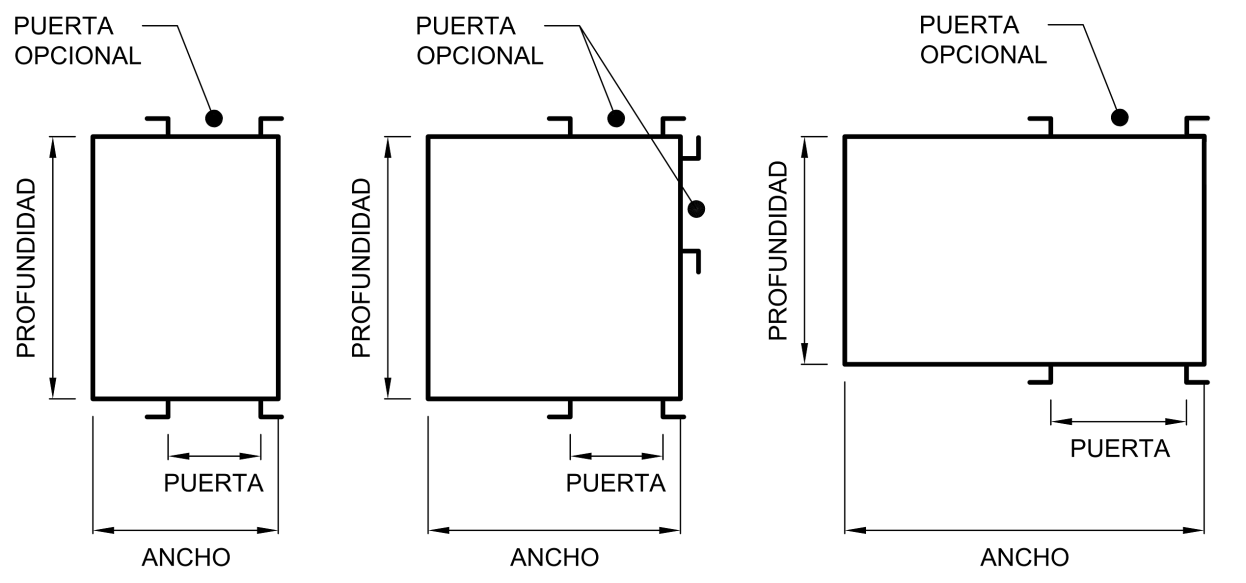 PUERTA
OPCIONAL
PROFUNDIDAD
PUERTA
ANCHO
PUERTA
OPCIONAL
PROFUNDIDAD
PUERTA
ANCHO
PUERTA
OPCIONAL
PROFUNDIDAD
PUERTA
ANCHO